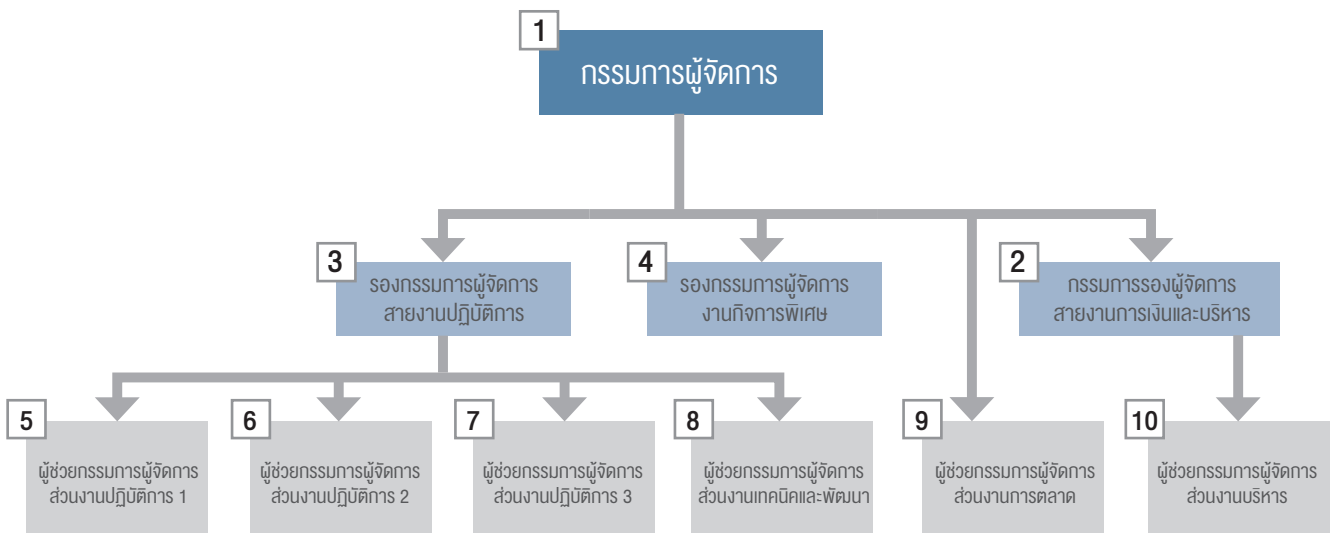 1
กรรมการผู้จัดการ
3
รองกรรมการผู้จัดการ
สายงานปฏิบัติการ
4
รองกรรมการผู้จัดการ
งานกิจการพิเศษ
2
กรรมการรองผู้จัดการ
สายงานการเงินและบริหาร
5
ผู้ช่วยกรรมการผู้จัดการ
ส่วนงานปฏิบัติการ 1
6
ผู้ช่วยกรรมการผู้จัดการ
ส่วนงานปฏิบัติการ 2
7
ผู้ช่วยกรรมการผู้จัดการ
ส่วนงานปฏิบัติการ 3
8
ผู้ช่วยกรรมการผู้จัดการ
ส่วนงานเทคนิคและพัฒนา
9
ผู้ช่วยกรรมการผู้จัดการ
ส่วนงานการตลาด
10
ผู้ช่วยกรรมการผู้จัดการ
ส่วนงานบริหาร